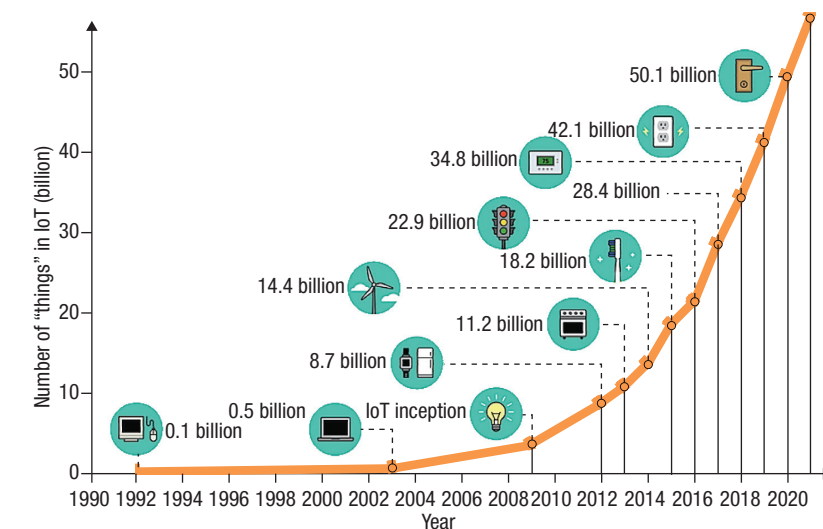 Number of “things” in IoT (billion)
50
40
30
20
10
0
50.1 billion
42.1 billion
34.8 billion
28.4 billion
22.9 billion
18.2 billion
14.4 billion
11.2 billion
8.7 billion
0.5 billion
IoT inception
0.1 billion
75
1990 1992 1994 1996 1998 2000 2002 2004 2006 2008 2010 2012 2014 2016 2018 2020
Year